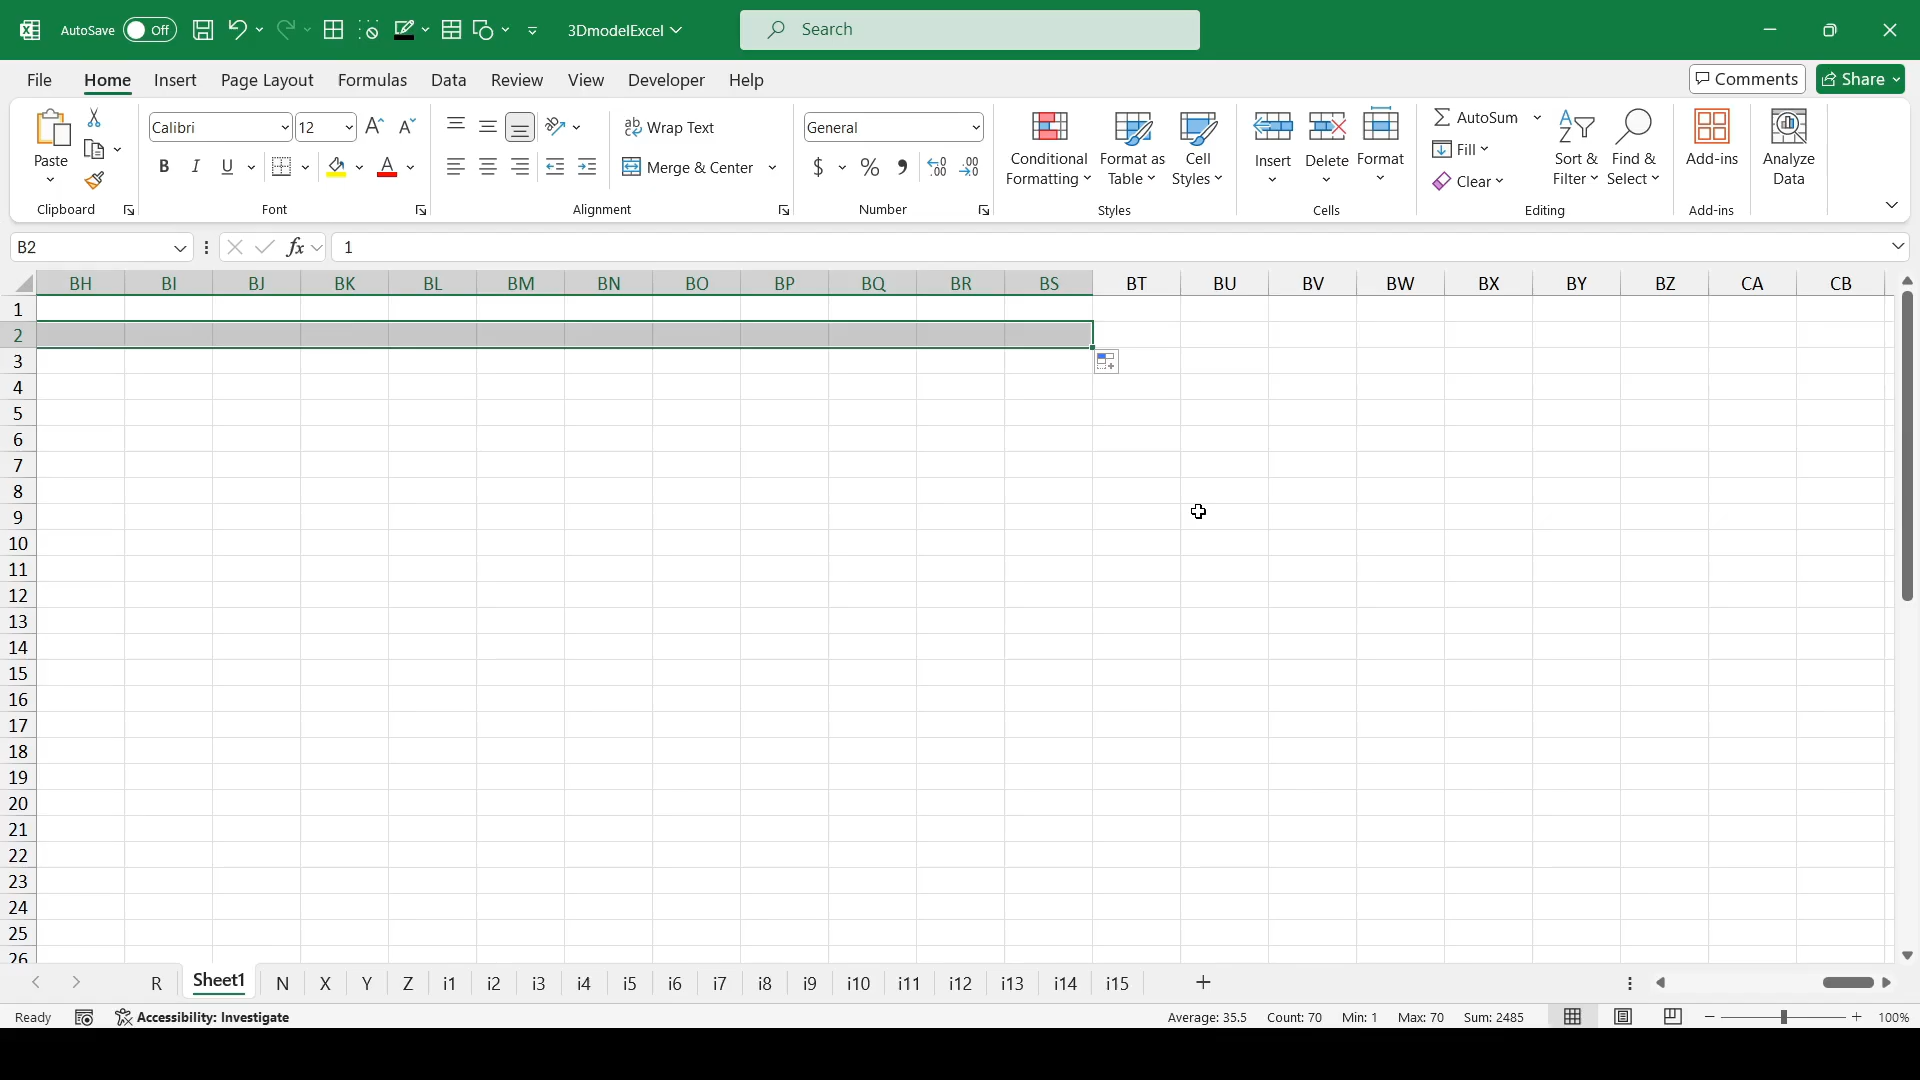 AutoSave Off 3DmodelExcel Search
File Home Insert Page Layout Formulas Data Review View Developer Help Comments Share
Paste Calibri 12 Wrap Text General Conditional Formatting Format as Table Cell Styles Insert Delete Format AutoSum Sort & Filter Find & Select Add-ins Analyze Data
B I U A Merge & Center $ % Fill
Clear
Clipboard Font Alignment Number Styles Cells Editing Add-ins
B2 fx 1
BH BI BJ BK BL BM BN BO BP BQ BR BS BT BU BV BW BX BY BZ CA CB
1
2
3
4
5
6
7
8
9
10
11
12
13
14
15
16
17
18
19
20
21
22
23
24
25
26
R Sheet1 N X Y Z i1 i2 i3 i4 i5 i6 i7 i8 i9 i10 i11 i12 i13 i14 i15
Ready Accessibility: Investigate Average: 35.5 Count: 70 Min: 1 Max: 70 Sum: 2485 100%